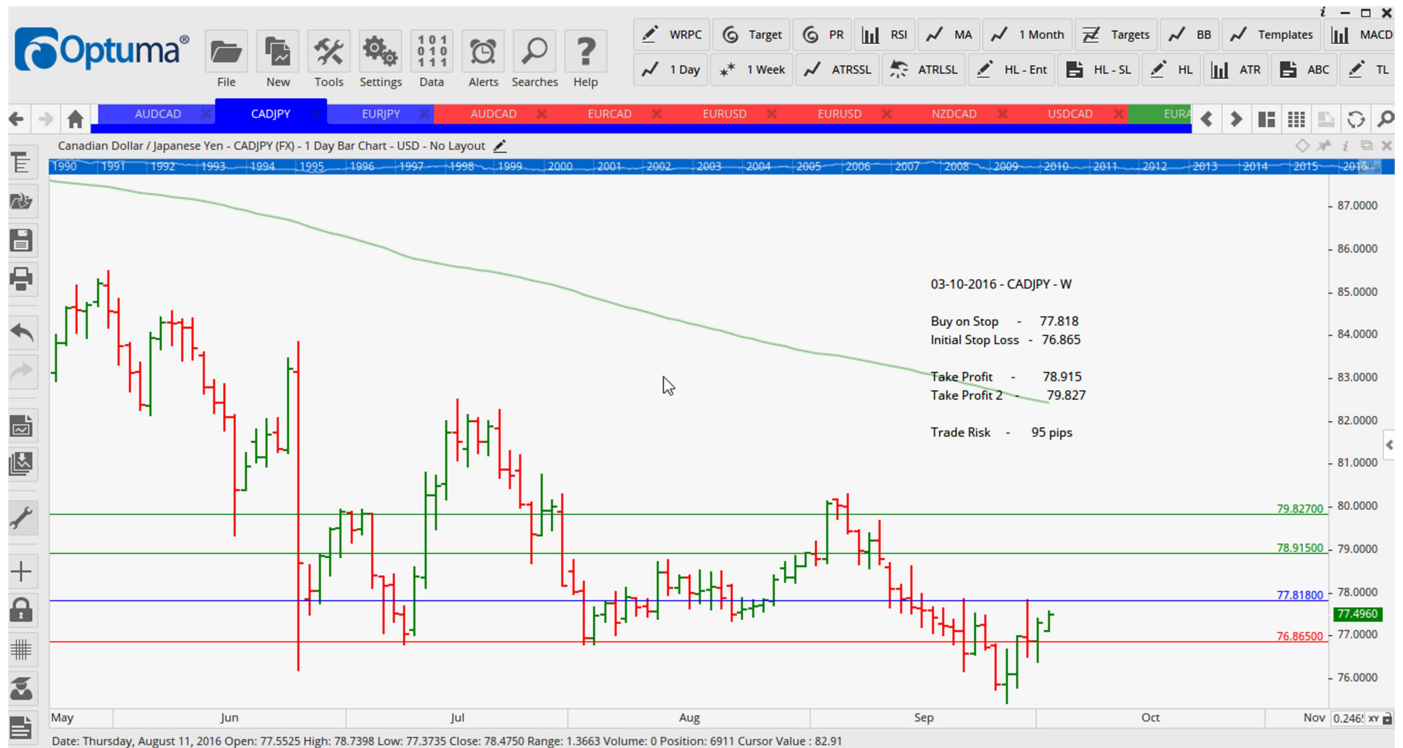 i
Optuma®
File New Tools Settings Data Alerts Searches Help
WRPC Target PR RSI MA 1 Month Targets BB Templates MACD
1 Day 1 Week ATRSSL ATRLSL HL - Ent HL - SL HL ATR ABC TL
AUDCAD CADJPY EURJPY AUDCAD EURCAD EURUSD EURUSD NZDCAD USDCAD EURA
Canadian Dollar / Japanese Yen - CADJPY (FX) - 1 Day Bar Chart - USD - No Layout
1990 1991 1992 1993 1994 1995 1996 1997 1998 1999 2000 2001 2002 2003 2004 2005 2006 2007 2008 2009 2010 2011 2012 2013 2014 2015 2016
87.0000
86.0000
03-10-2016 - CADJPY - W
85.0000
Buy on Stop - 77.818
84.0000
Initial Stop Loss - 76.865
Take Profit - 78.915
83.0000
Take Profit 2 - 79.827
82.0000
Trade Risk - 95 pips
81.0000
80.0000
79.82700
79.0000
78.91500
78.0000
77.81800
77.4960
77.0000
76.86500
76.0000
May Jun Jul Aug Sep Oct Nov 0.246 XY
Date: Thursday, August 11, 2016 Open: 77.5525 High: 78.7398 Low: 77.3735 Close: 78.4750 Range: 1.3663 Volume: 0 Position: 6911 Cursor Value : 82.91